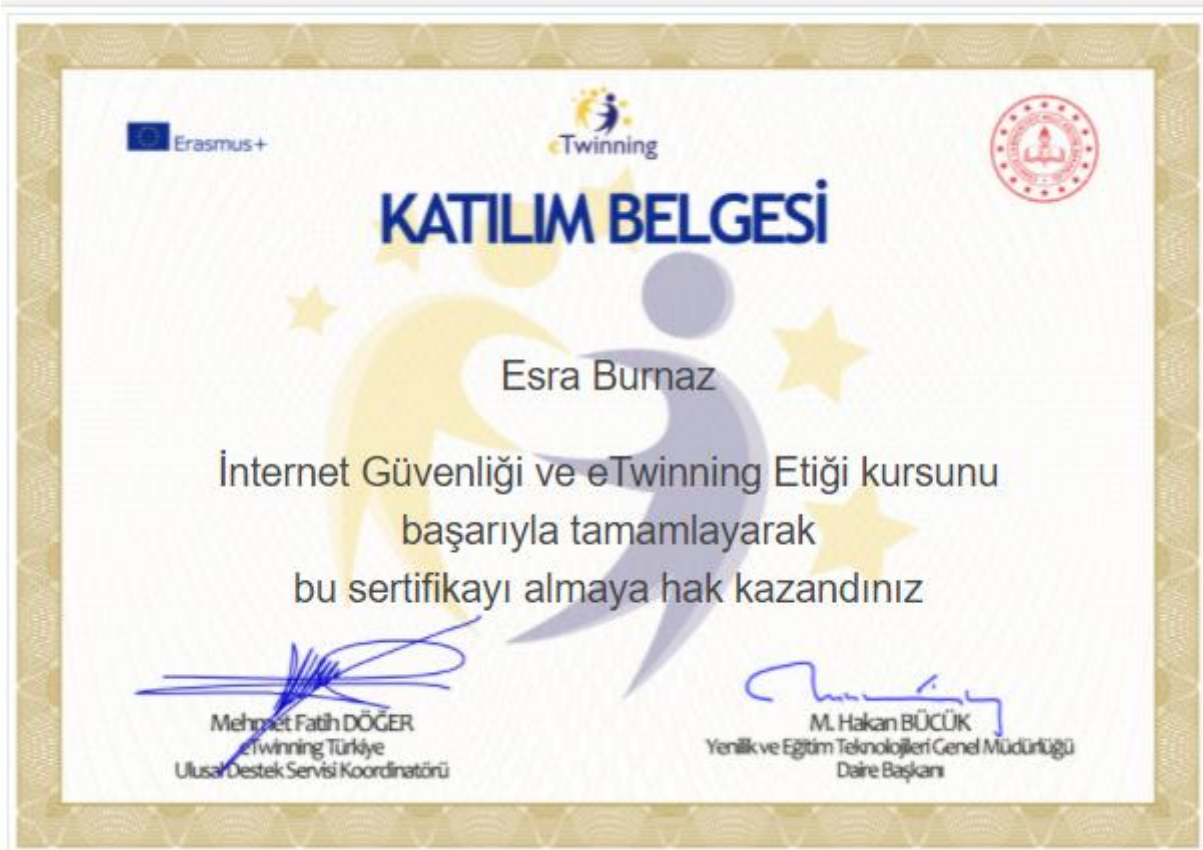 Erasmus+
eTwinning
KATILIM BELGESİ
Esra Burnaz
İnternet Güvenliği ve eTwinning Etiği kursunu
başarıyla tamamlayarak
bu sertifikayı almaya hak kazandınız
Mehmet Fatih DÖĞER
eTwinning Türkiye
Ulusal Destek Servisi Koordinatörü
M. Hakan BÜCÜK
Yenilik ve Eğitim Teknolojileri Genel Müdürlüğü
Daire Başkanı